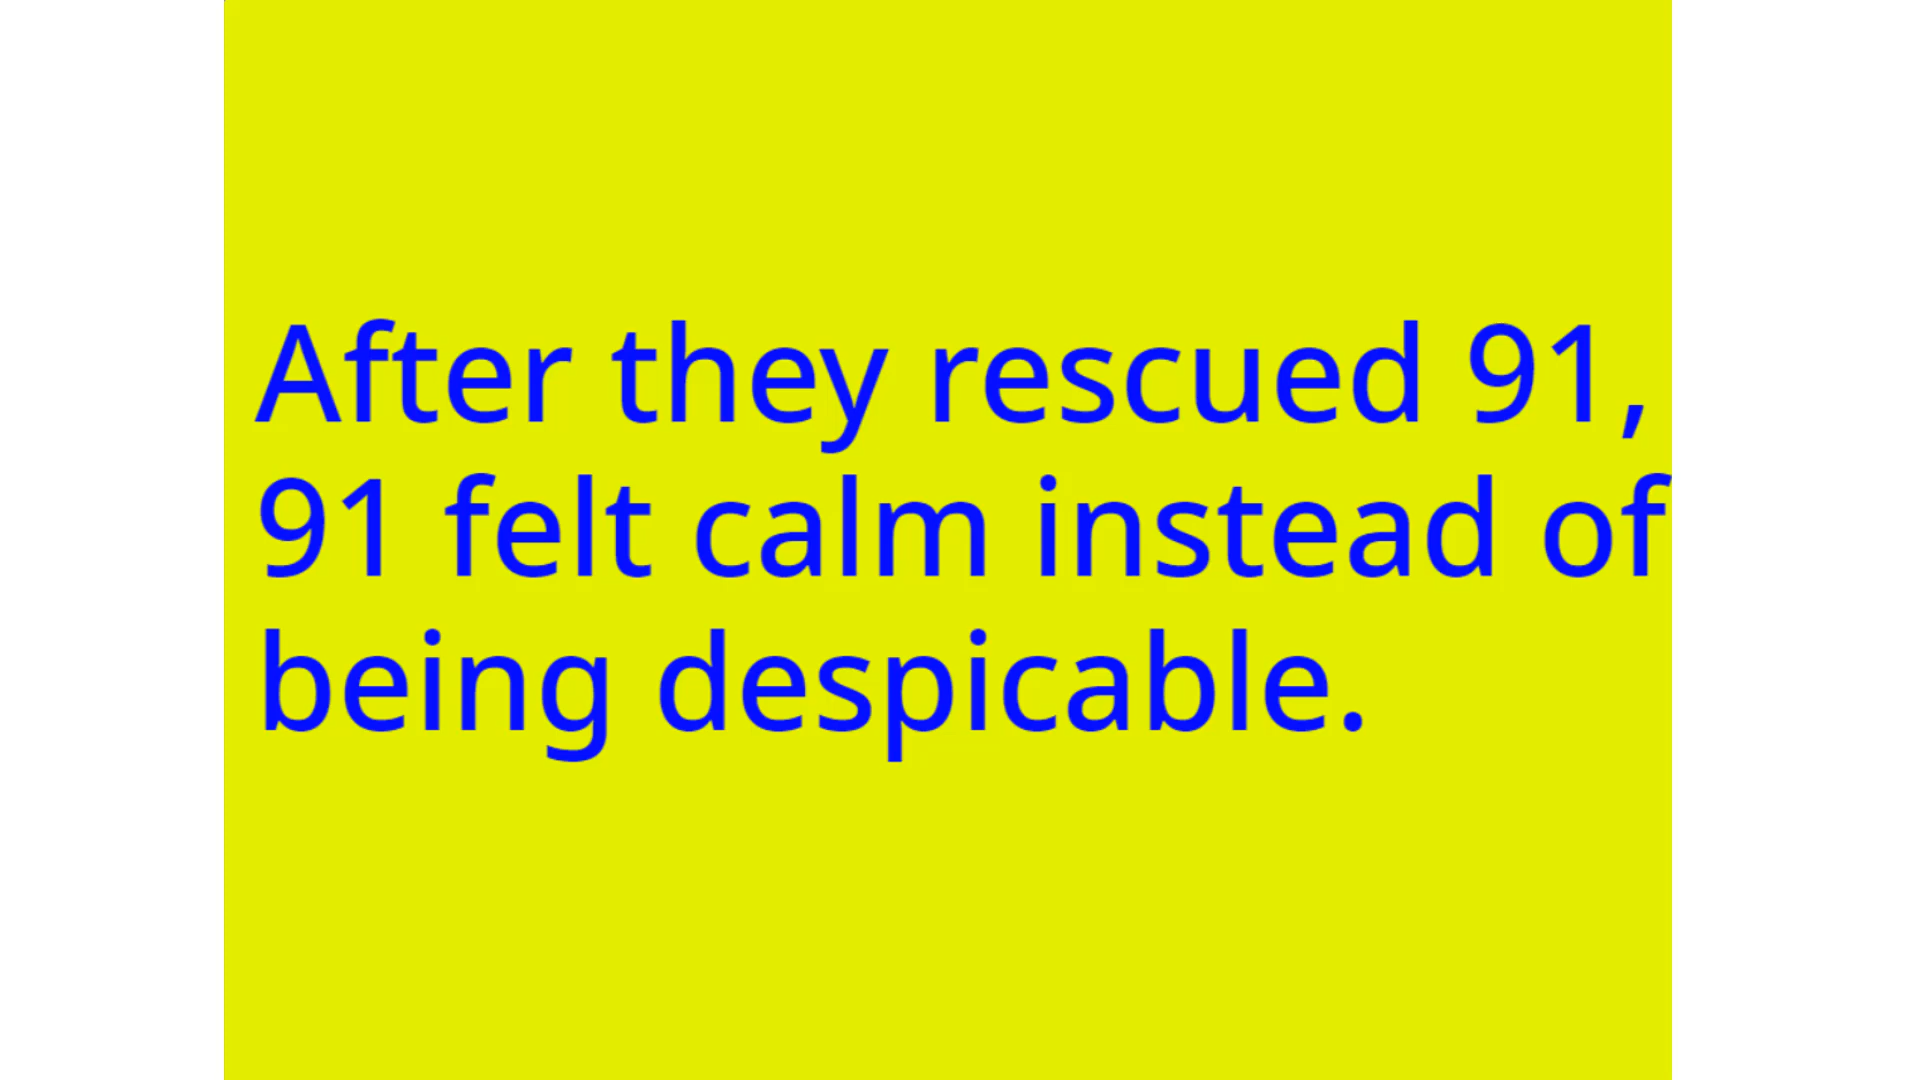 After they rescued 91,
91 felt calm instead of
being despicable.